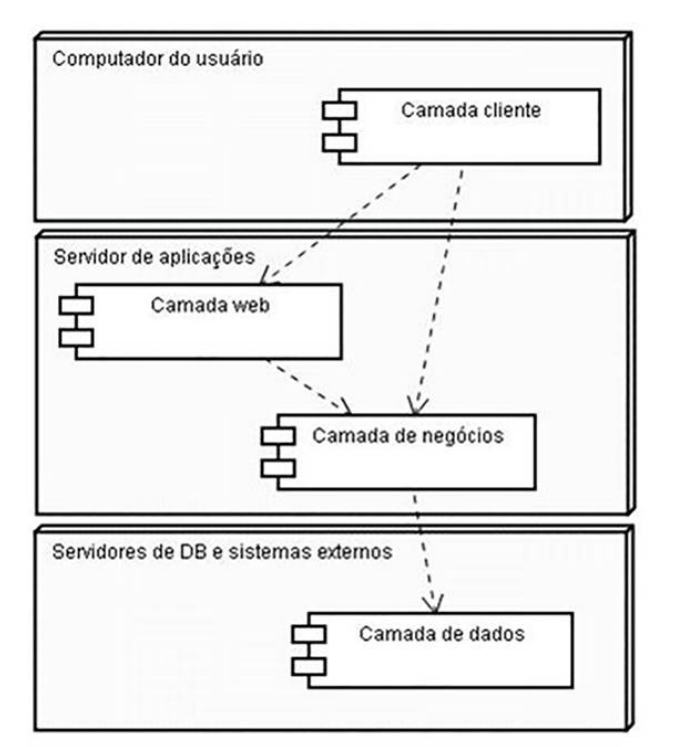 Computador do usuário
Camada cliente
Servidor de aplicações
Camada web
Camada de negócios
Servidores de DB e sistemas externos
Camada de dados